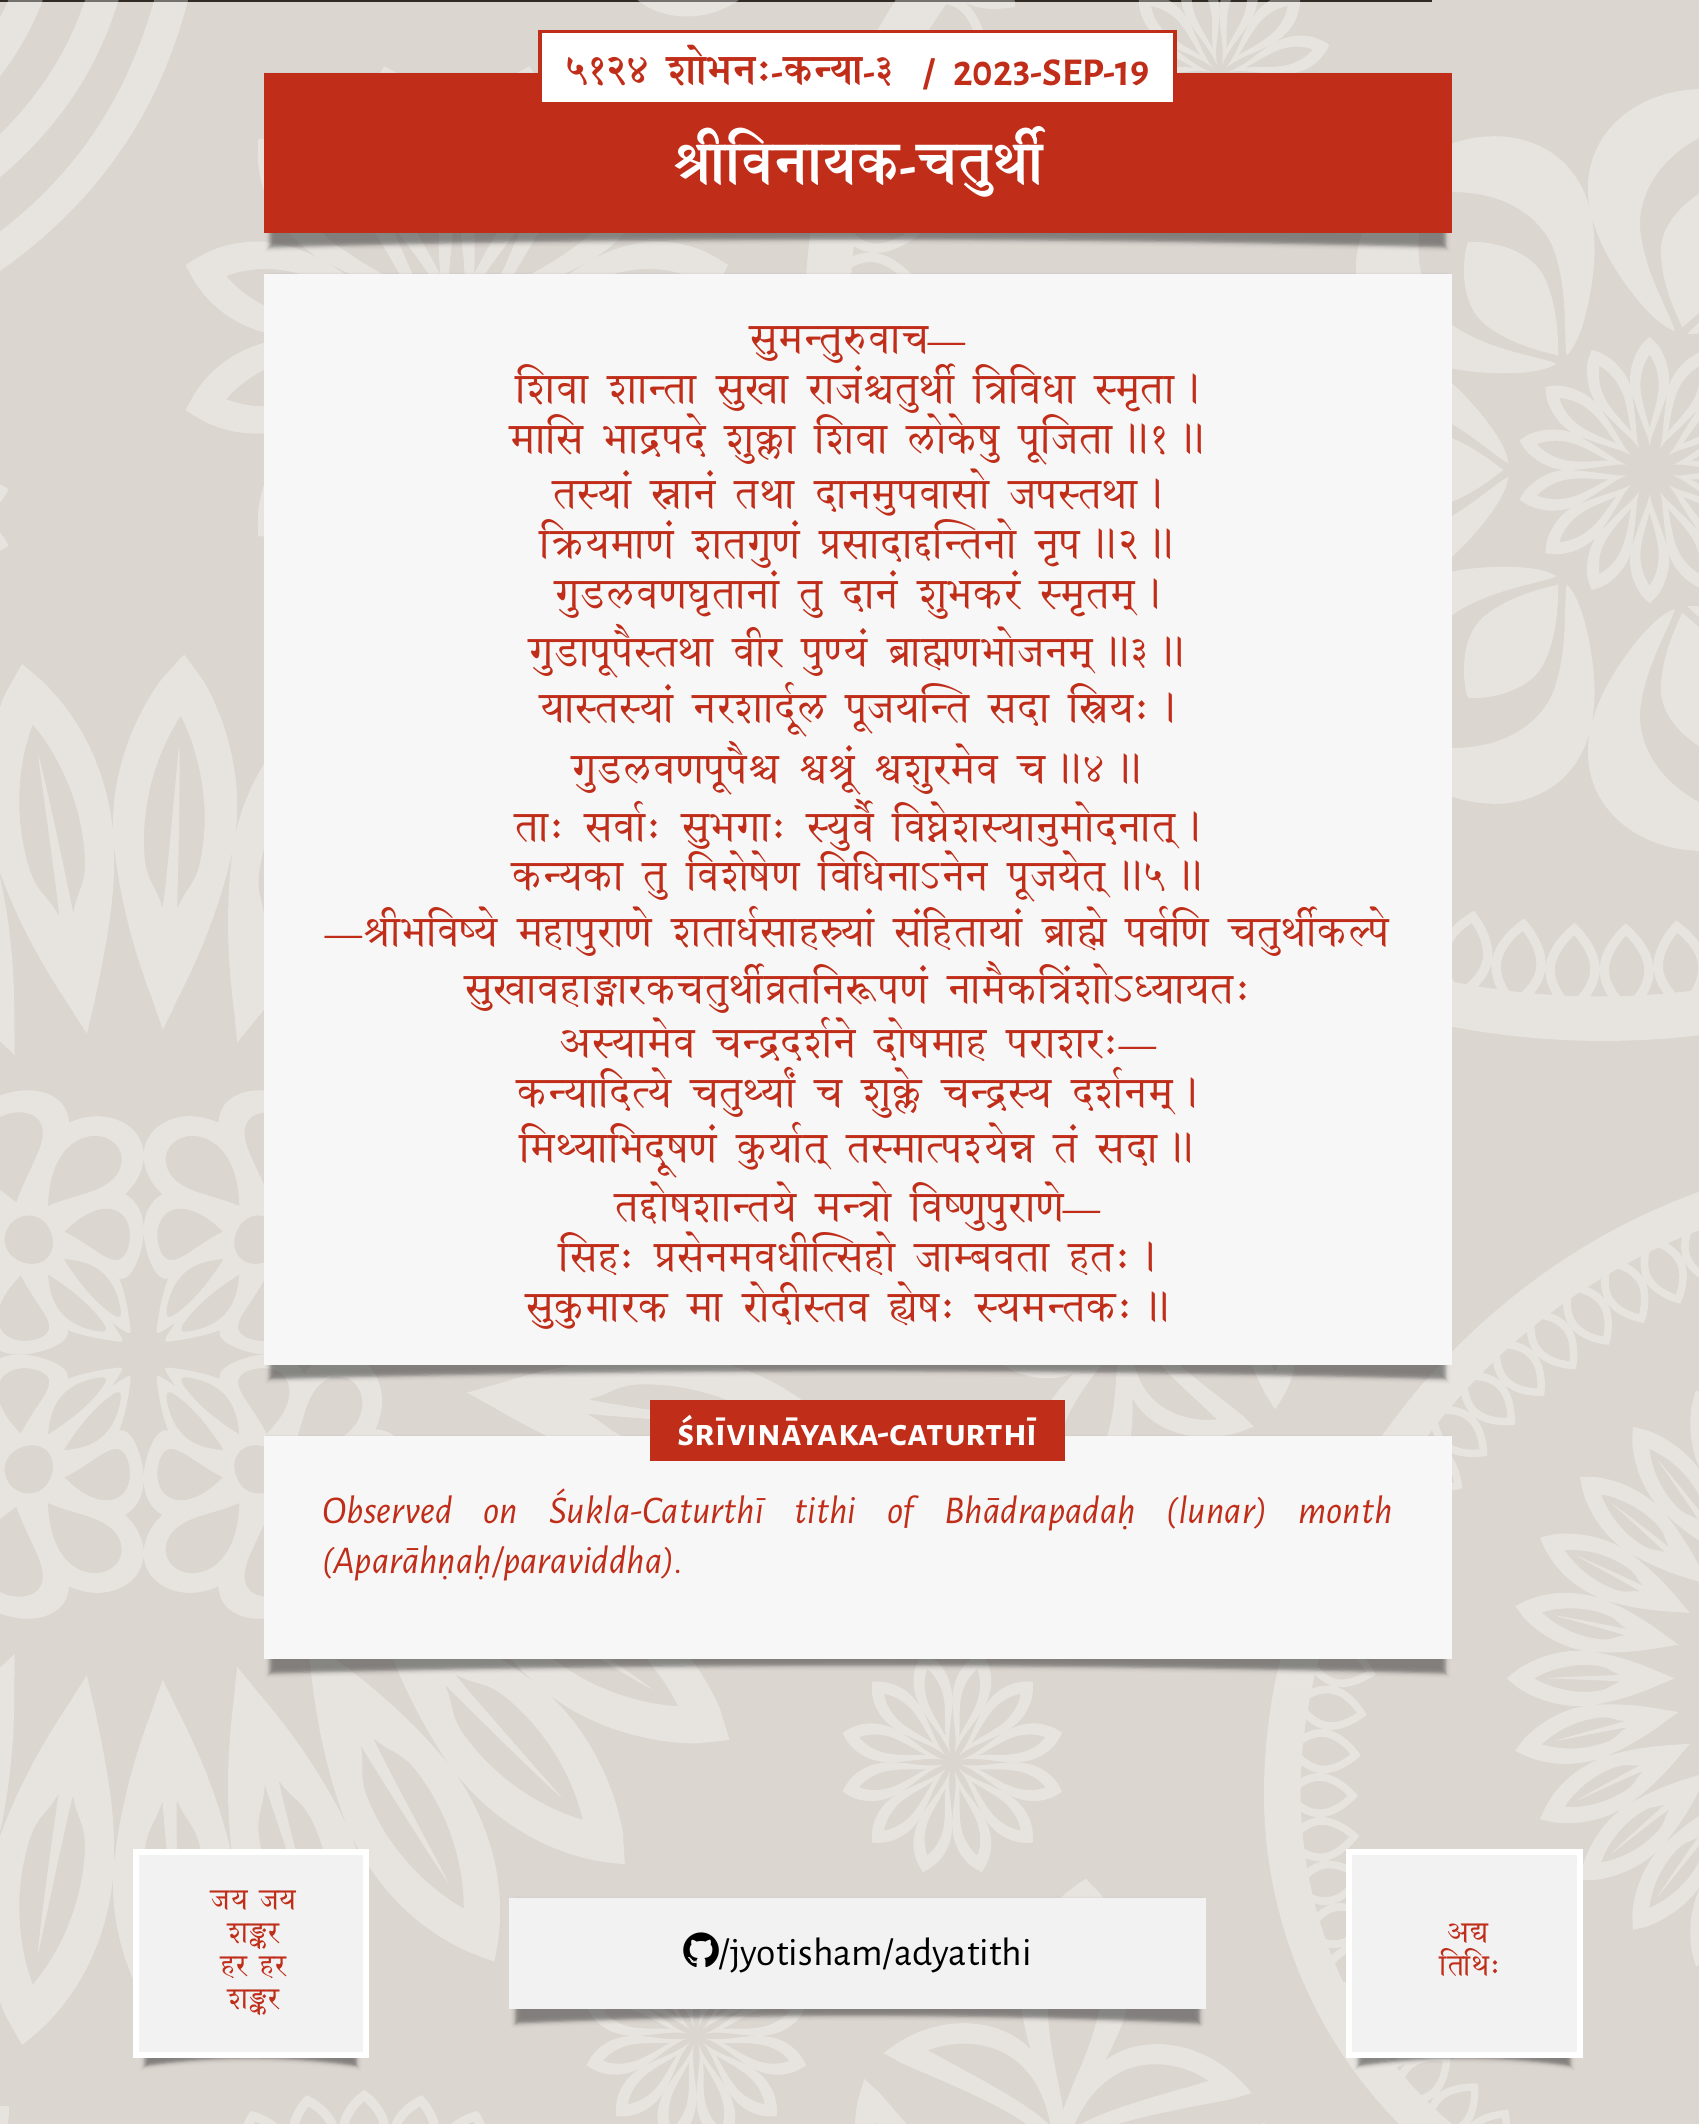 ५१२४ शोभनः-कन्या-३ / 2023-SEP-19
श्रीविनायक-चतुर्थी
सुमन्तुरुवाच—
शिवा शान्ता सुखा राजंश्चतुर्थी त्रिविधा स्मृता।
मासि भाद्रपदे शुक्ला शिवा लोकेषु पूजिता॥१॥
तस्यां स्नानं तथा दानमुपवासो जपस्तथा।
क्रियमाणं शतगुणं प्रसादाद्दन्तिनो नृप॥२॥
गुडलवणघृतानां तु दानं शुभकरं स्मृतम्।
गुडापूपैस्तथा वीर पुण्यं ब्राह्मणभोजनम्॥३॥
यास्तस्यां नरशार्दूल पूजयन्ति सदा स्त्रियः।
गुडलवणपूपैश्च श्वश्रूं श्वशुरमेव च॥४॥
ताः सर्वाः सुभगाः स्युर्वै विघ्नेशस्यानुमोदनात्।
कन्यका तु विशेषेण विधिनाऽनेन पूजयेत्॥५॥
—श्रीभविष्ये महापुराणे शतार्धसाहस्र्यां संहितायां ब्राह्मे पर्वणि चतुर्थीकल्पे
सुखावहाङ्गारकचतुर्थीव्रतनिरूपणं नामैकत्रिंशोऽध्यायतः
अस्यामेव चन्द्रदर्शने दोषमाह पराशरः—
कन्यादित्ये चतुर्थ्यां च शुक्ले चन्द्रस्य दर्शनम्।
मिथ्याभिदूषणं कुर्यात् तस्मात्पश्येन्न तं सदा॥
तद्दोषशान्तये मन्त्रो विष्णुपुराणे—
सिहः प्रसेनमवधीत्सिहो जाम्बवता हतः।
सुकुमारक मा रोदीस्तव ह्येषः स्यमन्तकः॥
ŚRĪVINĀYAKA-CATURTHĪ
Observed on Śukla-Caturthī tithi of Bhādrapadaḥ (lunar) month
(Aparāhṇaḥ/paraviddha).
जय जय
शङ्कर
हर हर
शङ्कर
/jyotisham/adyatithi
अद्य
तिथिः